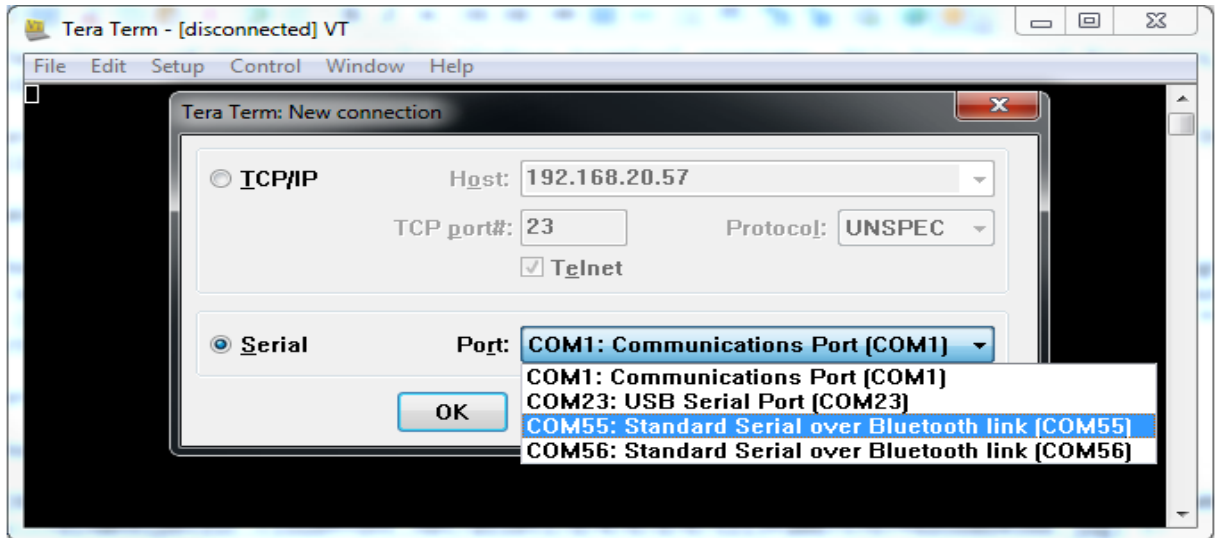 Tera Term - [disconnected] VT
File Edit Setup Control Window Help
Tera Term: New connection
TCP/IP Host: 192.168.20.57
TCP port#: 23 Protocol: UNSPEC
Telnet
Serial Port: COM1: Communications Port (COM1)
COM1: Communications Port (COM1)
COM23: USB Serial Port (COM23)
OK
COM55: Standard Serial over Bluetooth link (COM55)
COM56: Standard Serial over Bluetooth link (COM56)